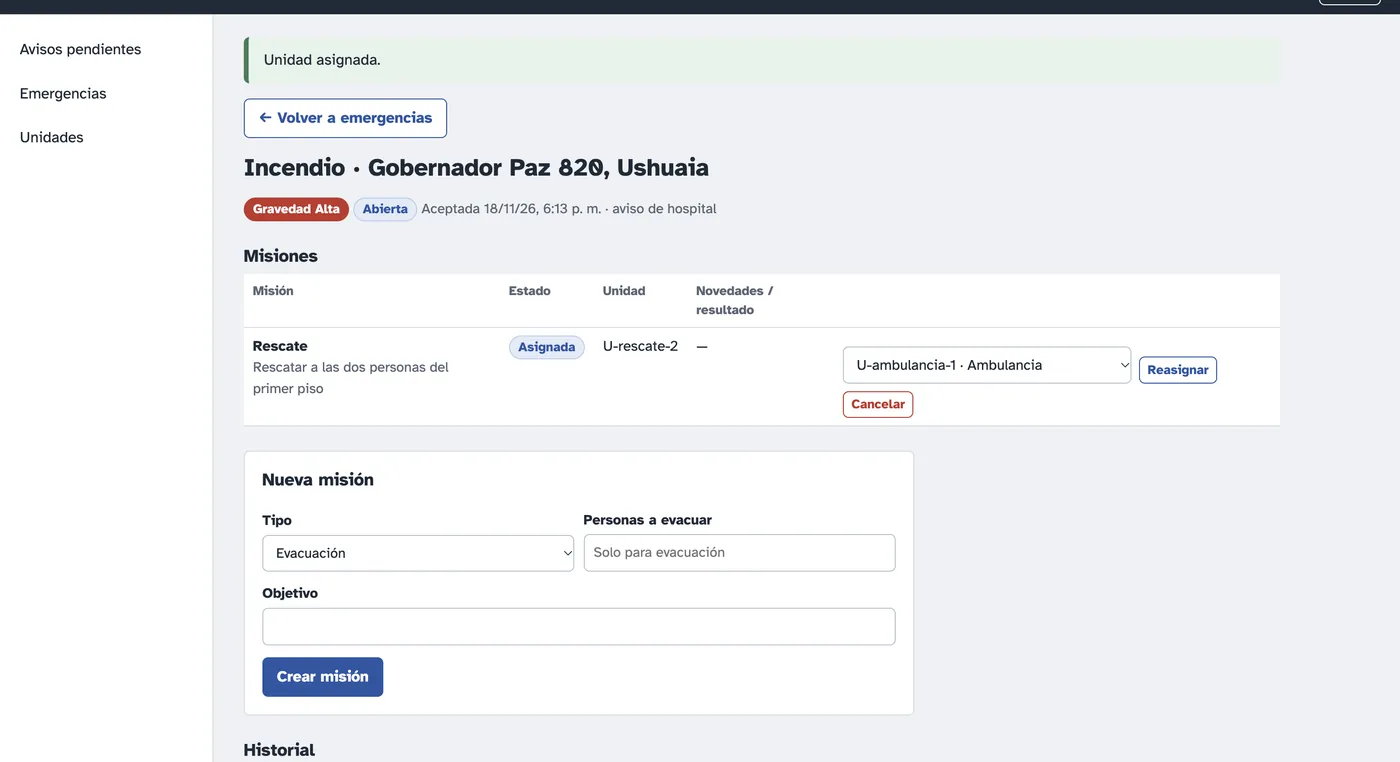 Avisos pendientes
Emergencias
Unidades
Unidad asignada.
← Volver a emergencias
Incendio · Gobernador Paz 820, Ushuaia
Gravedad Alta Abierta Aceptada 18/11/26, 6:13 p. m. · aviso de hospital
Misiones
Misión Estado Unidad Novedades / resultado
Rescate Asignada U-rescate-2 —
Rescatar a las dos personas del
primer piso
U-ambulancia-1 · Ambulancia Reasignar
Cancelar
Nueva misión
Tipo Personas a evacuar
Evacuación Solo para evacuación
Objetivo
Crear misión
Historial